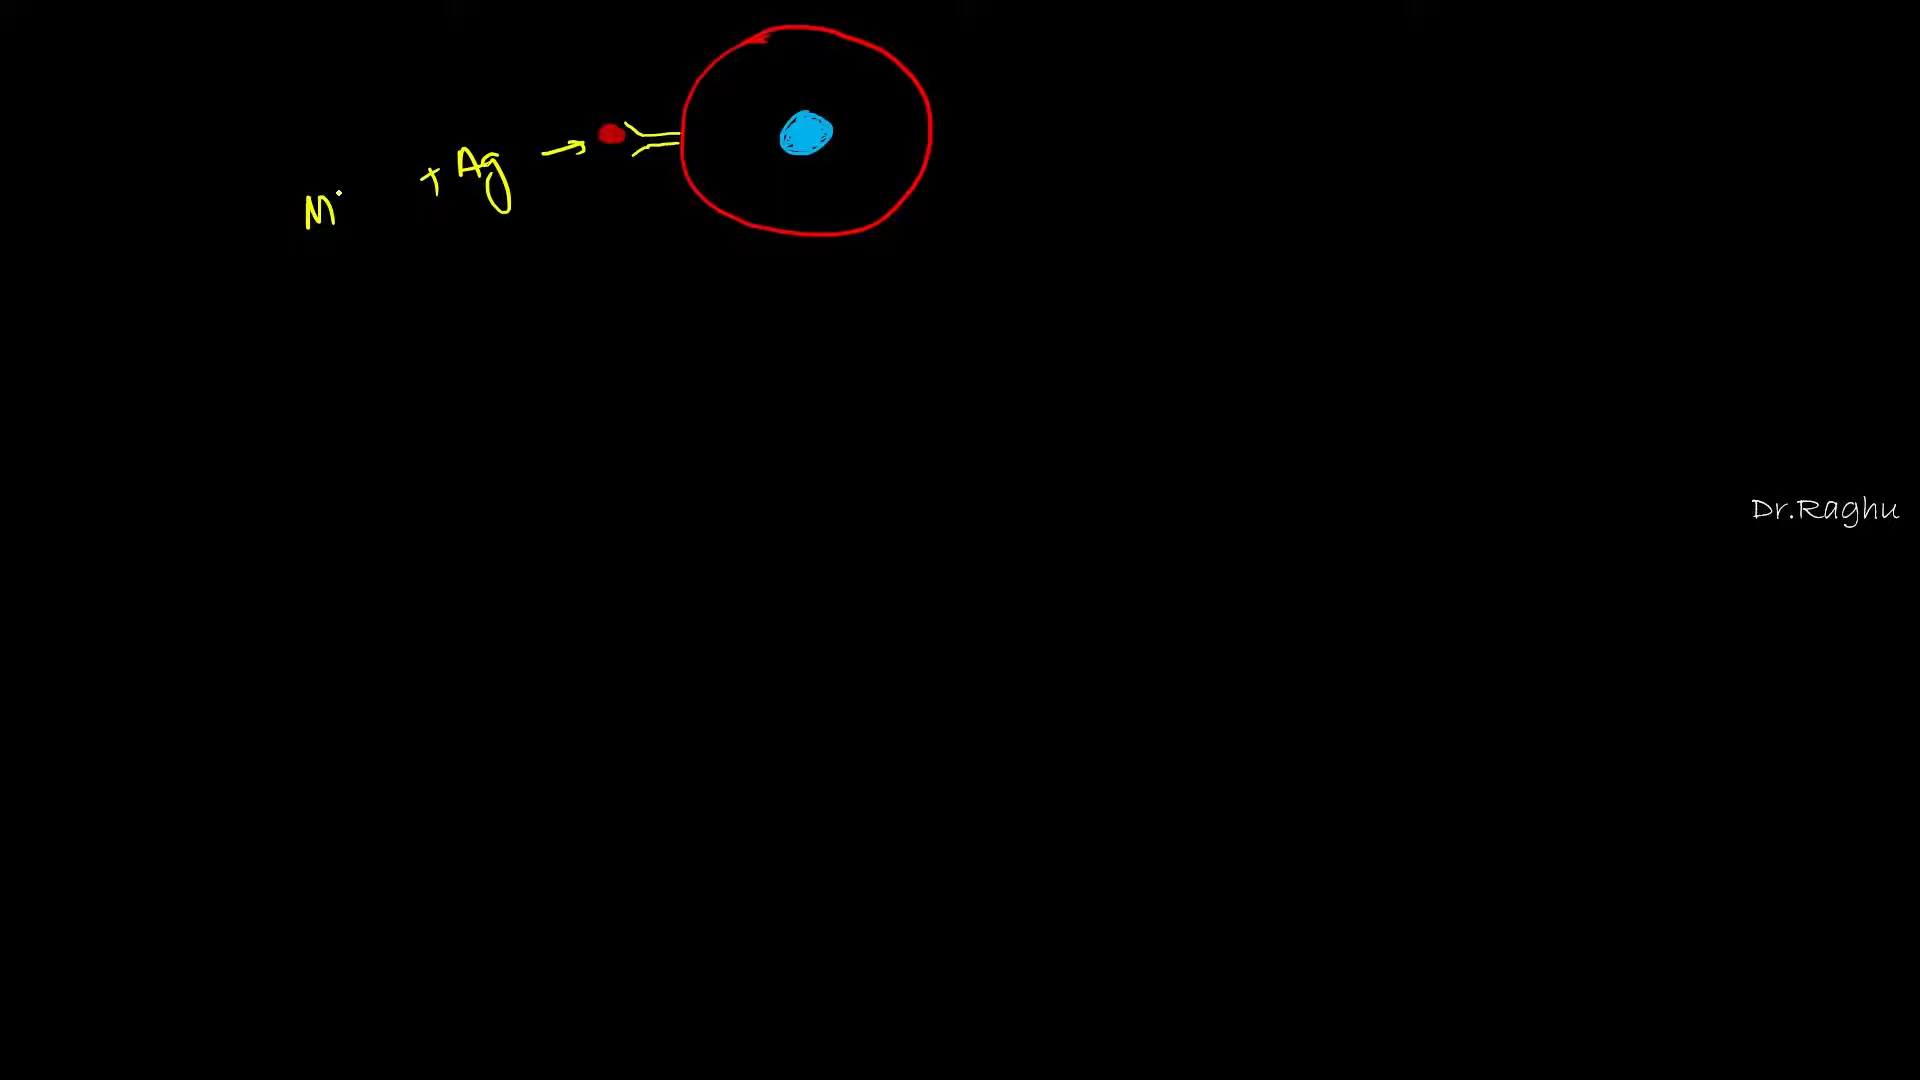 M + Ag →
Dr.Raghu